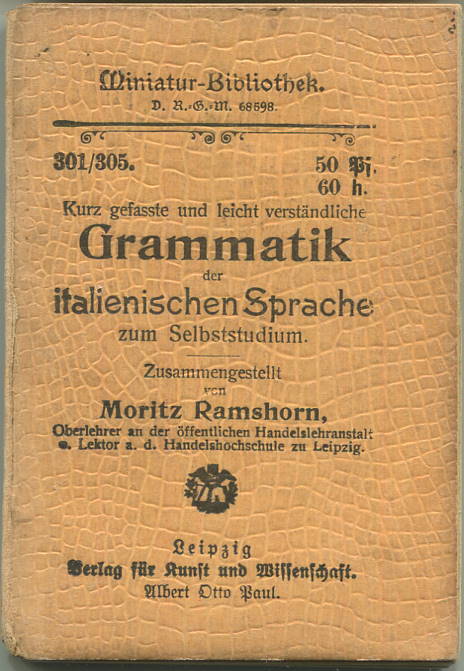 Miniatur-Bibliothek.
D. R.-G.-M. 68598.
301/305.
50 Pf.
60 h.
Kurz gefasste und leicht verständliche
Grammatik
der
italienischen Sprache
zum Selbststudium.
Zusammengestellt
von
Moritz Ramshorn,
Oberlehrer an der öffentlichen Handelslehranstalt
u. Lektor a. d. Handelshochschule zu Leipzig.
Leipzig
Verlag für Kunst und Wissenschaft.
Albert Otto Paul.